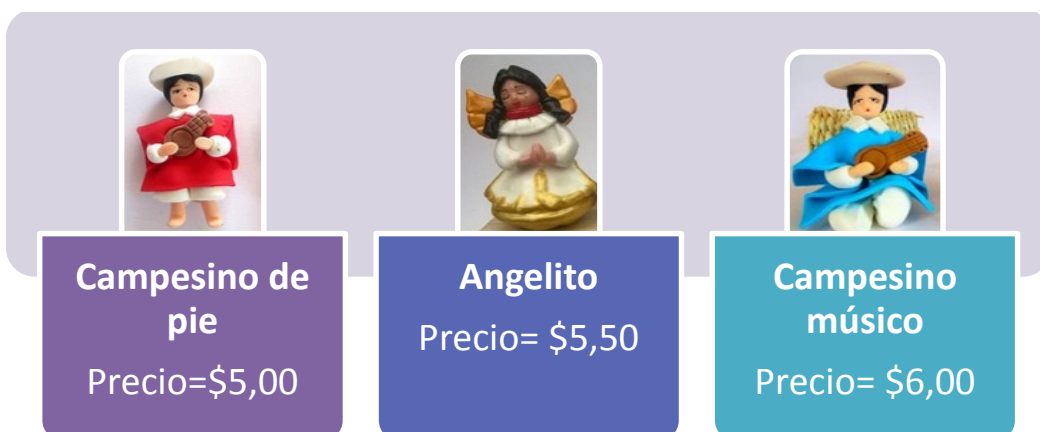 Campesino de
pie
Precio=$5,00
Angelito
Precio= $5,50
Campesino
músico
Precio= $6,00